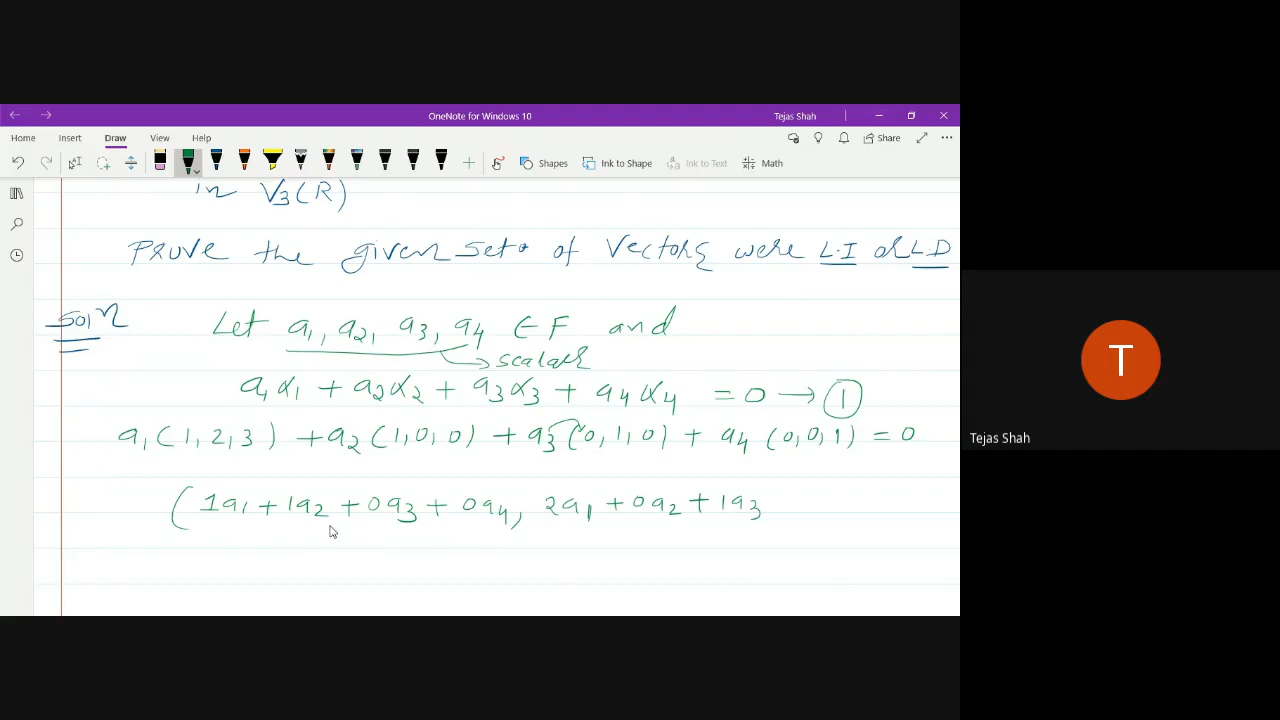 OneNote for Windows 10
Tejas Shah
Home Insert Draw View Help
Share
Shapes Ink to Shape Ink to Text Math
in V₃(R)
Prove the given set of vectors were L.I or L.D
Solⁿ Let a₁, a₂, a₃, a₄ ∈ F and
→ scalars
a₁α₁ + a₂α₂ + a₃α₃ + a₄α₄ = 0 → ①
a₁(1,2,3) + a₂(1,0,0) + a₃(0,1,0) + a₄(0,0,1) = 0
(1a₁ + 1a₂ + 0a₃ + 0a₄, 2a₁ + 0a₂ + 1a₃
T
Tejas Shah